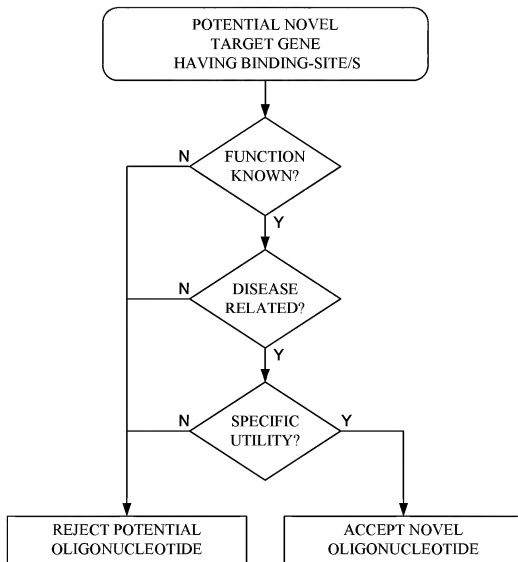 POTENTIAL NOVEL
TARGET GENE
HAVING BINDING-SITE/S
N
FUNCTION
KNOWN?
Y
N
DISEASE
RELATED?
Y
N
SPECIFIC
UTILITY?
Y
REJECT POTENTIAL
OLIGONUCLEOTIDE
ACCEPT NOVEL
OLIGONUCLEOTIDE